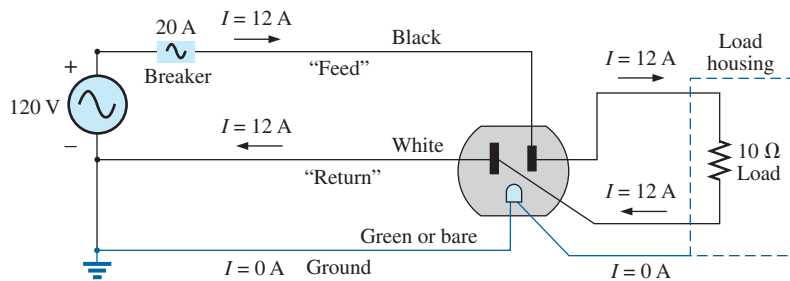 20 A
I = 12 A
Breaker
“Feed”
Black
Load
housing
I = 12 A
+
120 V
−
I = 12 A
“Return”
White
10 Ω
Load
I = 12 A
Green or bare
I = 0 A Ground
I = 0 A